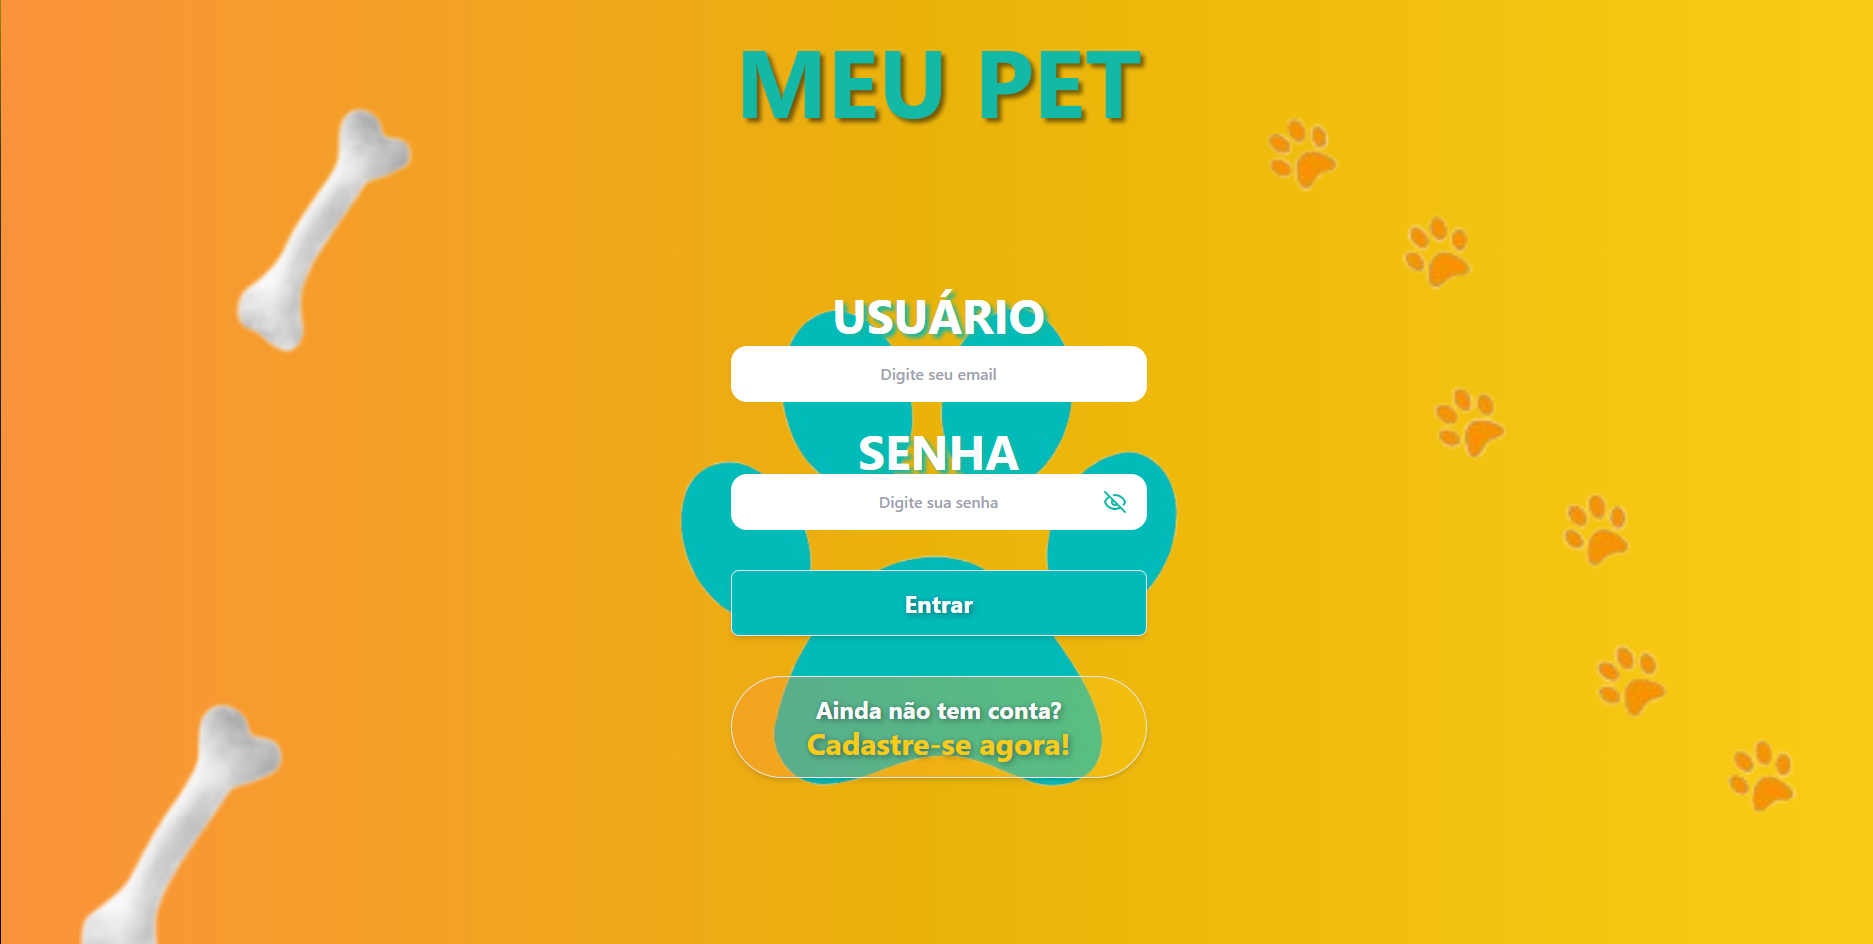 MEU PET
USUÁRIO
Digite seu email
SENHA
Digite sua senha
Entrar
Ainda não tem conta?
Cadastre-se agora!